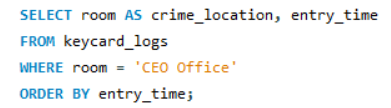 SELECT room AS crime_location, entry_time
FROM keycard_logs
WHERE room = 'CEO Office'
ORDER BY entry_time;